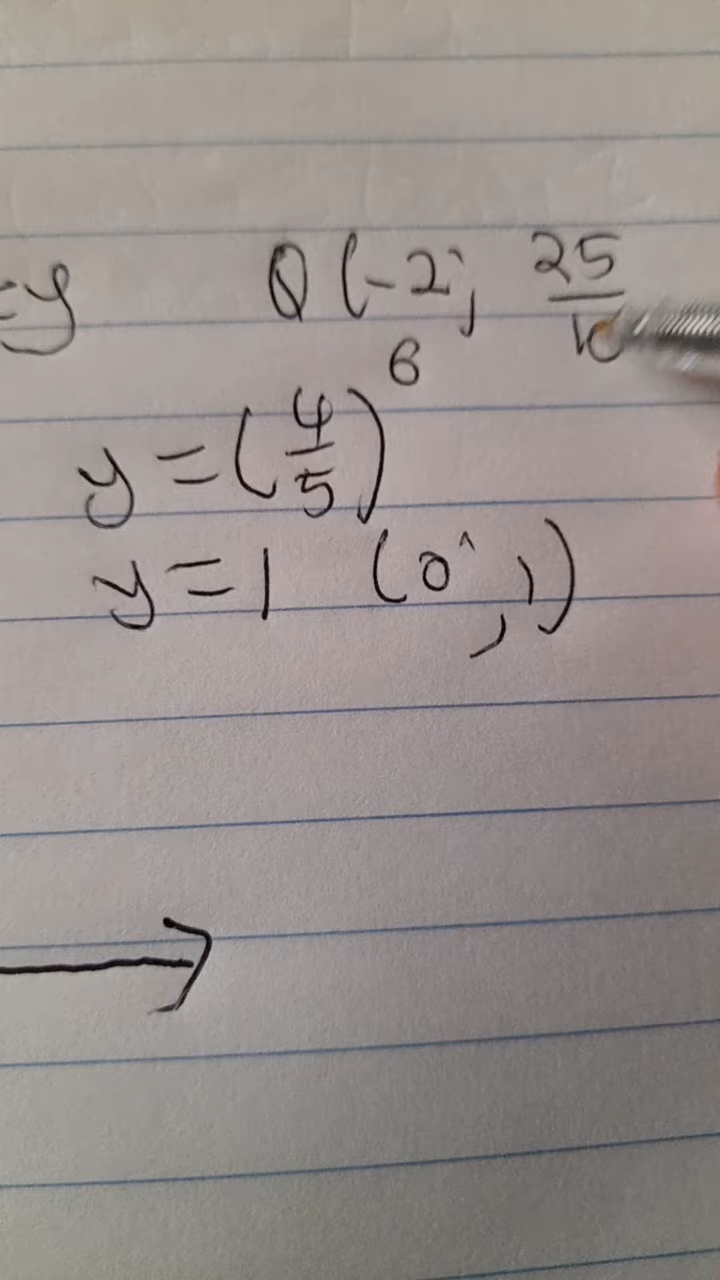 =y Q (-2; 25/16
y = (4/5)^6
y = 1 (0; 1)